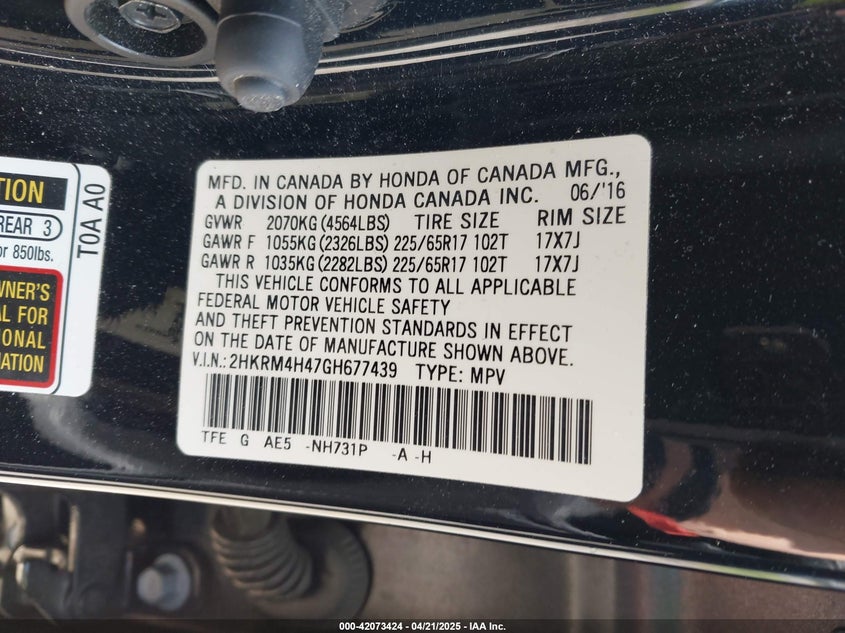 TION
REAR 3
or 850lbs.
WNER'S
AL FOR
IONAL
MATION
T0A A0
MFD. IN CANADA BY HONDA OF CANADA MFG.,
A DIVISION OF HONDA CANADA INC. 06/'16
GVWR 2070KG (4564LBS) TIRE SIZE RIM SIZE
GAWR F 1055KG (2326LBS) 225/65R17 102T 17X7J
GAWR R 1035KG (2282LBS) 225/65R17 102T 17X7J
THIS VEHICLE CONFORMS TO ALL APPLICABLE
FEDERAL MOTOR VEHICLE SAFETY
AND THEFT PREVENTION STANDARDS IN EFFECT
ON THE DATE OF MANUFACTURE SHOWN ABOVE.
V.I.N.: 2HKRM4H47GH677439 TYPE: MPV
TFE G AE5 -NH731P -A -H
000-42073424 - 04/21/2025 - IAA Inc.